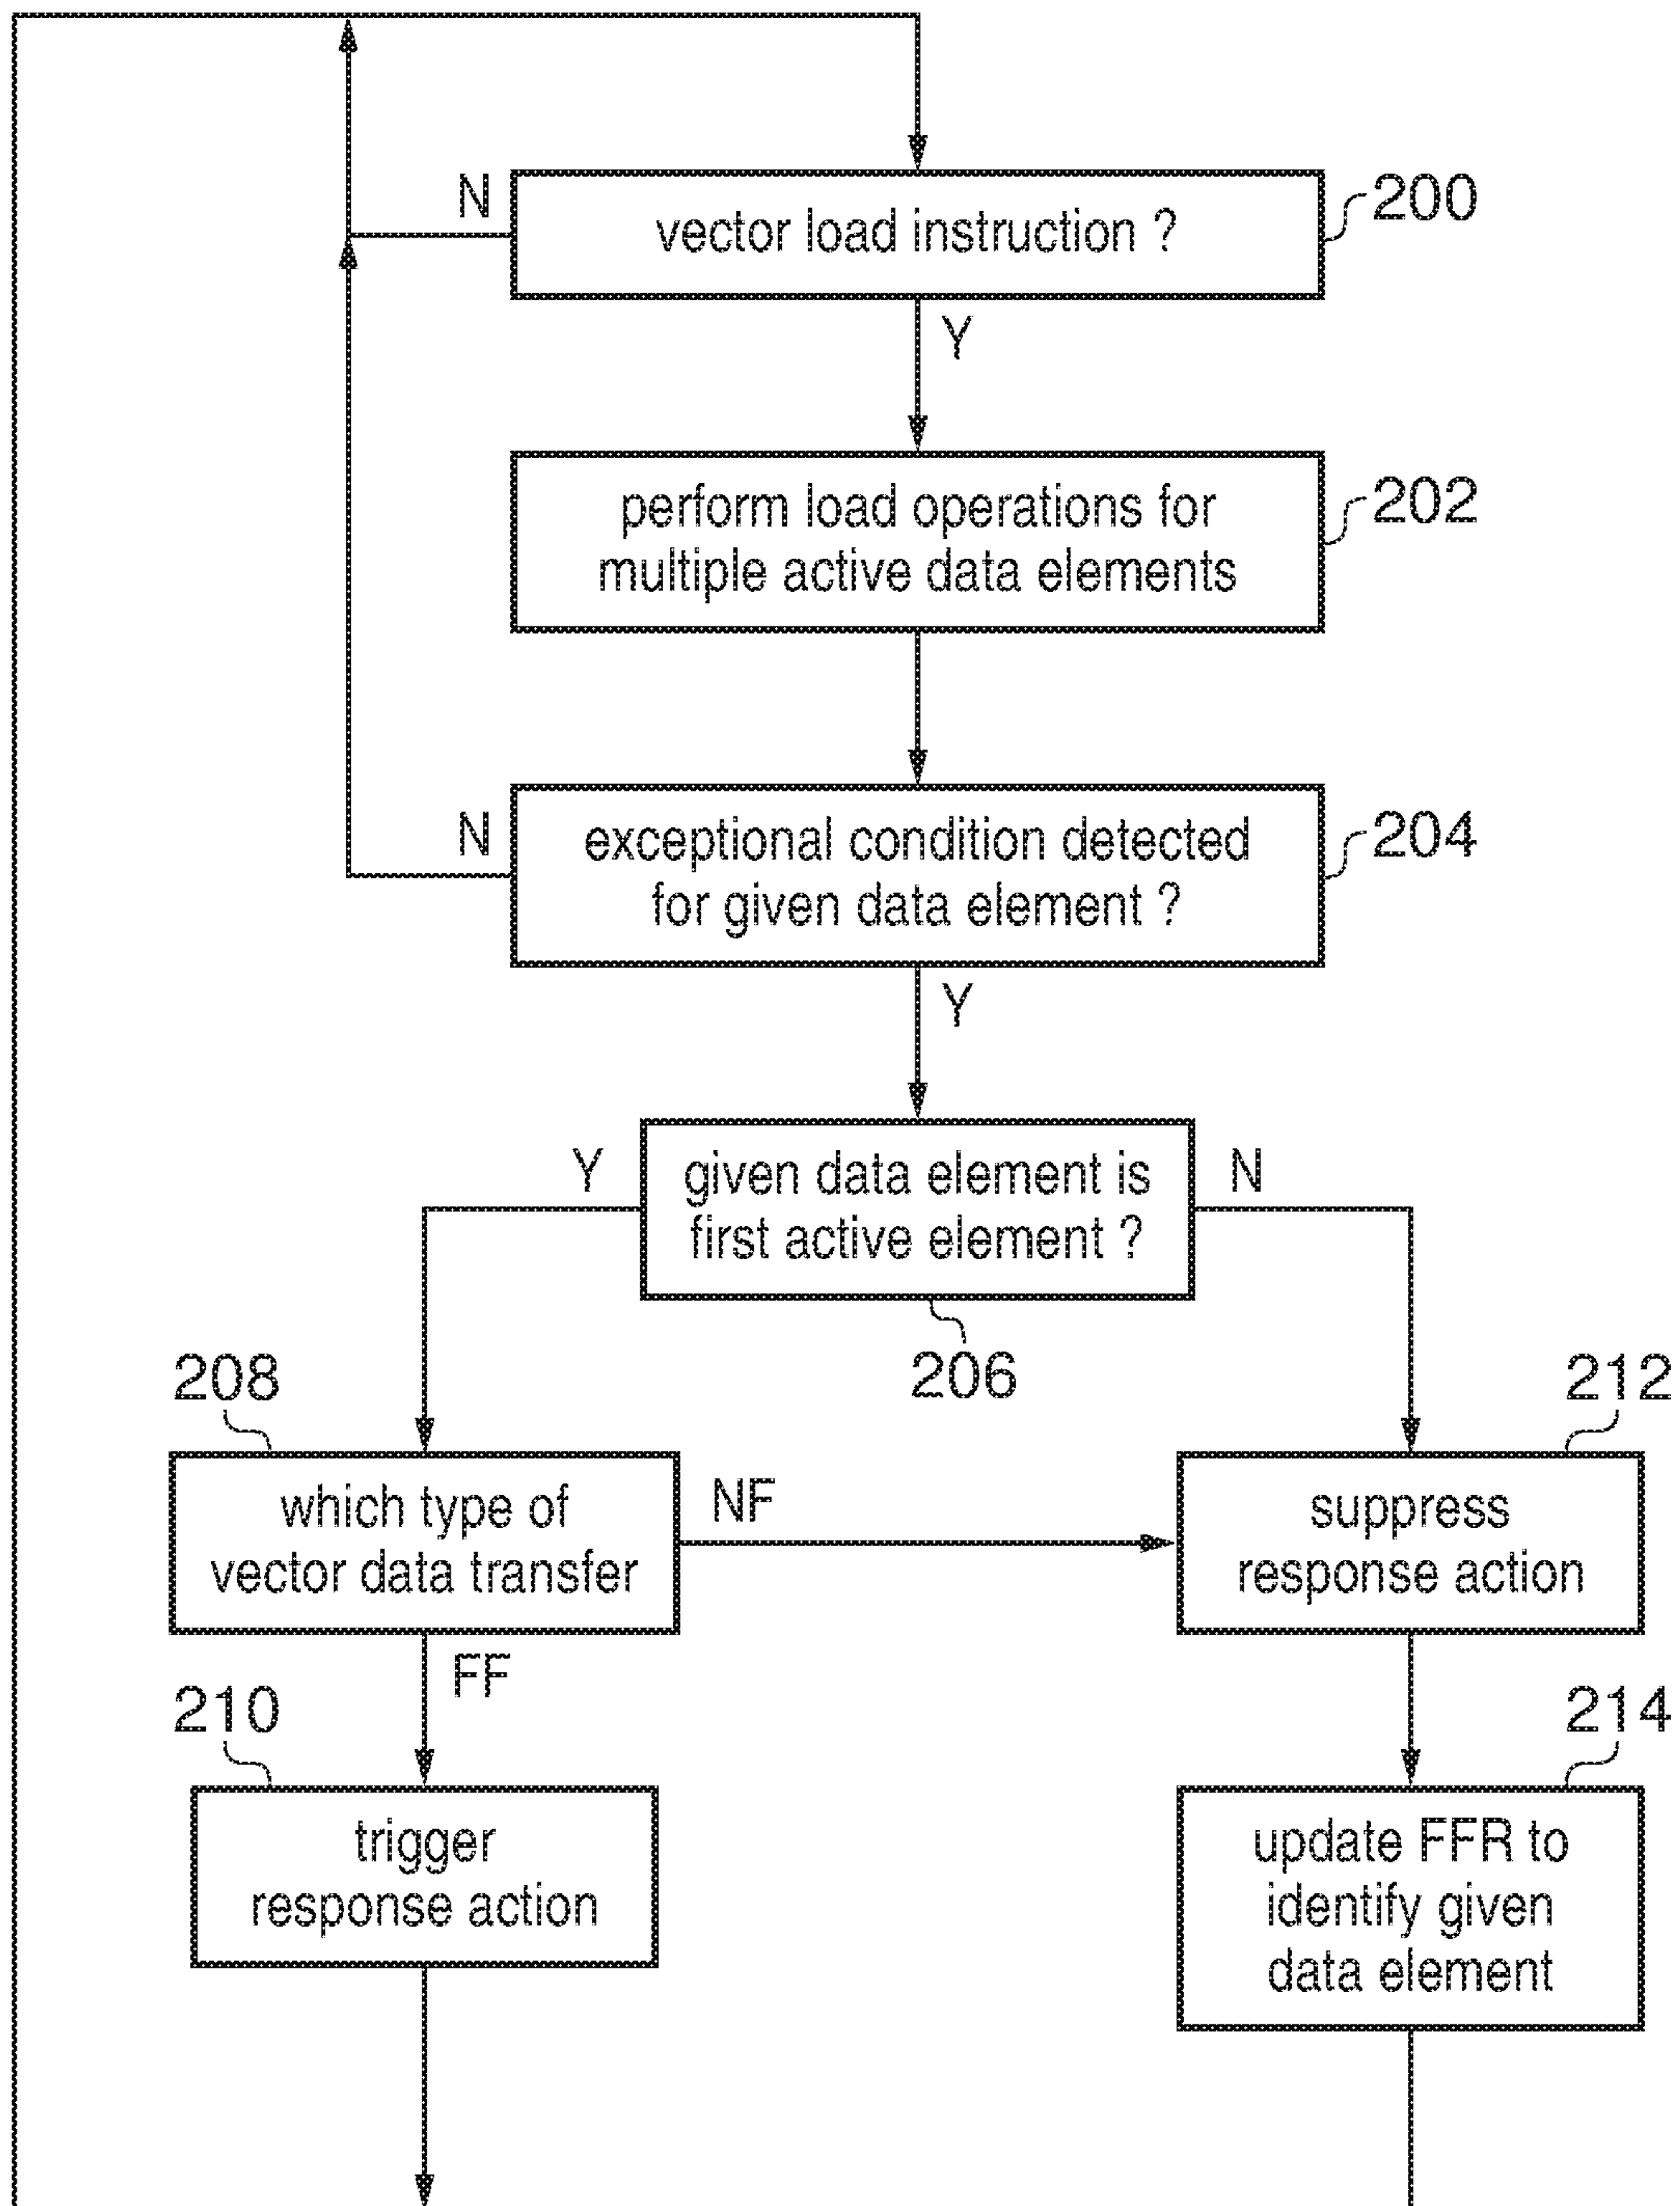 N
vector load instruction ?
200
Y
perform load operations for
multiple active data elements
202
N
exceptional condition detected
for given data element ?
204
Y
Y
given data element is
first active element ?
N
206
208
which type of
vector data transfer
NF
212
suppress
response action
FF
210
trigger
response action
214
update FFR to
identify given
data element